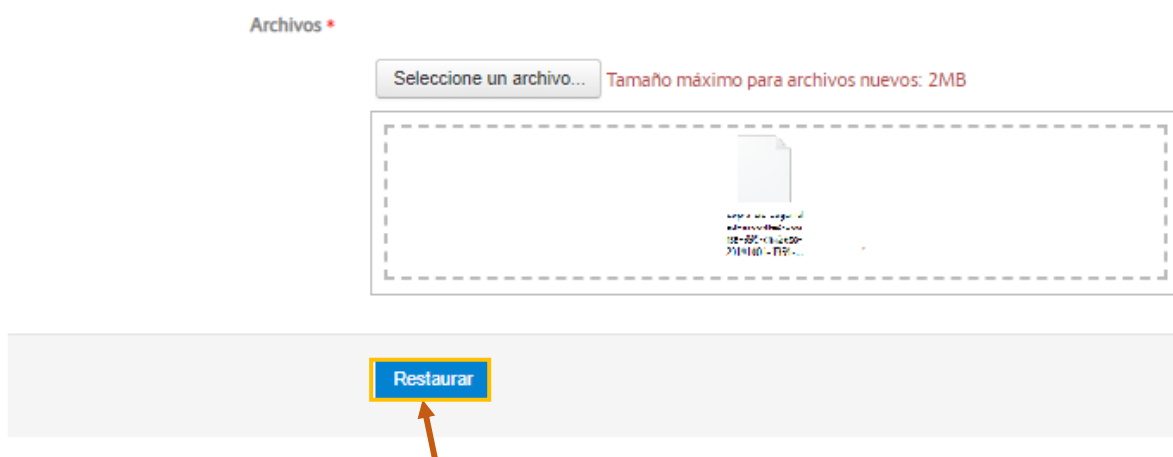 Archivos *
Seleccione un archivo... Tamaño máximo para archivos nuevos: 2MB
Restaurar